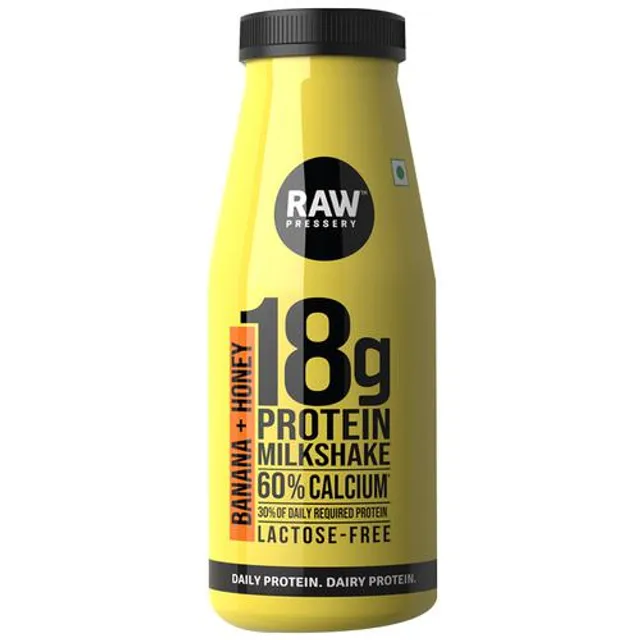 RAW™
PRESSERY
18g
BANANA + HONEY
PROTEIN
MILKSHAKE
60% CALCIUM*
30% OF DAILY REQUIRED PROTEIN
LACTOSE-FREE
DAILY PROTEIN. DAIRY PROTEIN.